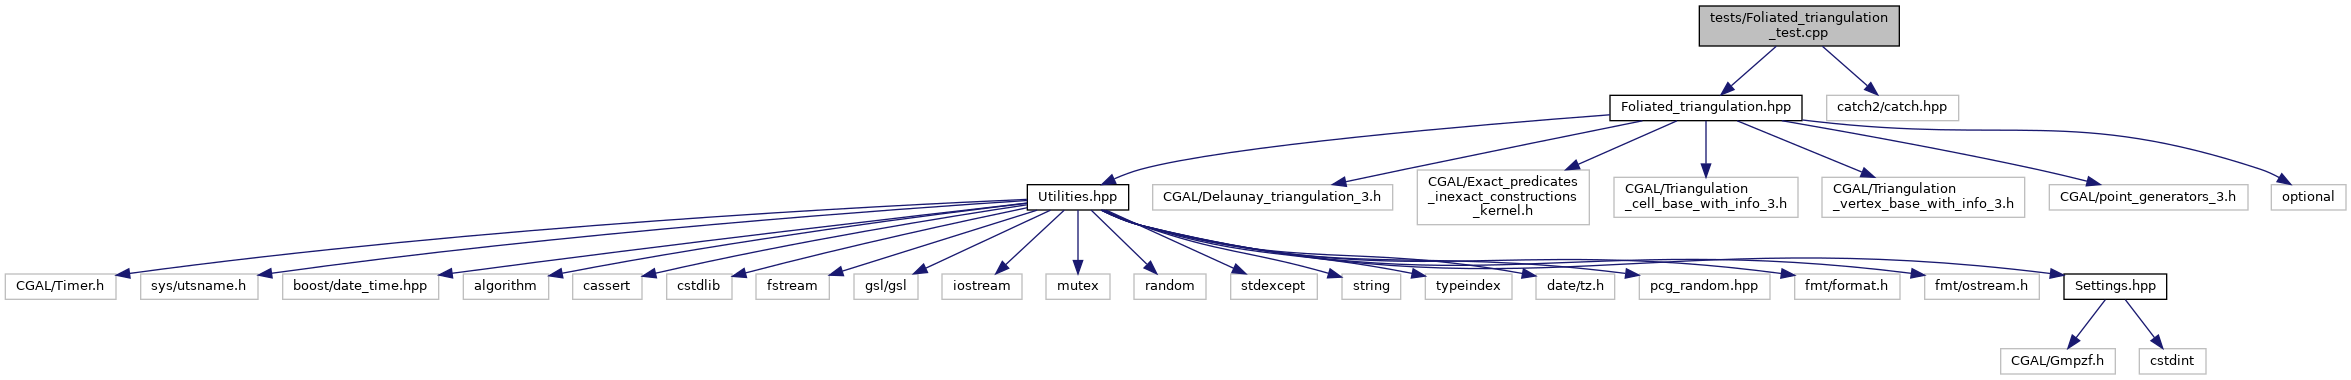 tests/Foliated_triangulation
_test.cpp
Foliated_triangulation.hpp
catch2/catch.hpp
Utilities.hpp
CGAL/Delaunay_triangulation_3.h
CGAL/Exact_predicates
_inexact_constructions
_kernel.h
CGAL/Triangulation
_cell_base_with_info_3.h
CGAL/Triangulation
_vertex_base_with_info_3.h
CGAL/point_generators_3.h
optional
CGAL/Timer.h
sys/utsname.h
boost/date_time.hpp
algorithm
cassert
cstdlib
fstream
gsl/gsl
iostream
mutex
random
stdexcept
string
typeindex
date/tz.h
pcg_random.hpp
fmt/format.h
fmt/ostream.h
Settings.hpp
CGAL/Gmpzf.h
cstdint